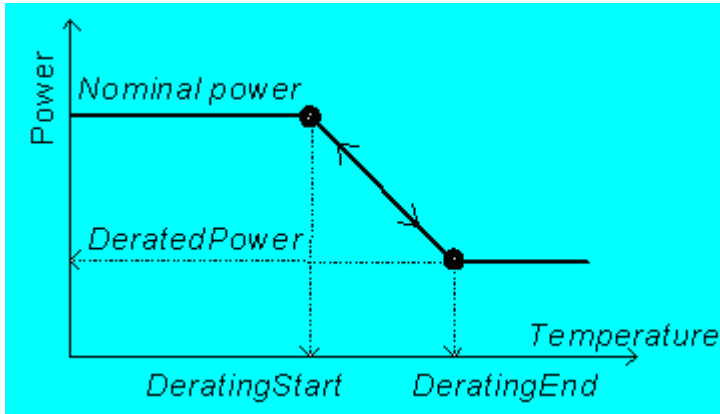 Power
Nominal power
DeratedPower
Temperature
DeratingStart
DeratingEnd